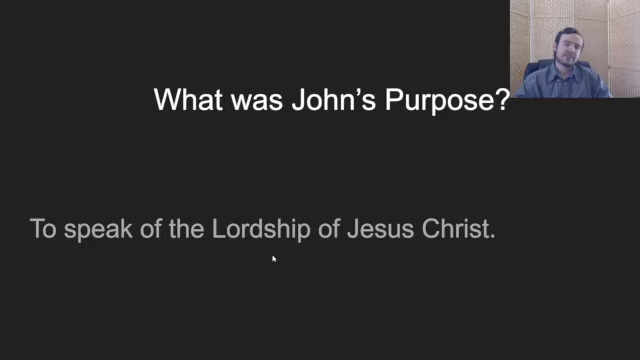 What was John's Purpose?
To speak of the Lordship of Jesus Christ.